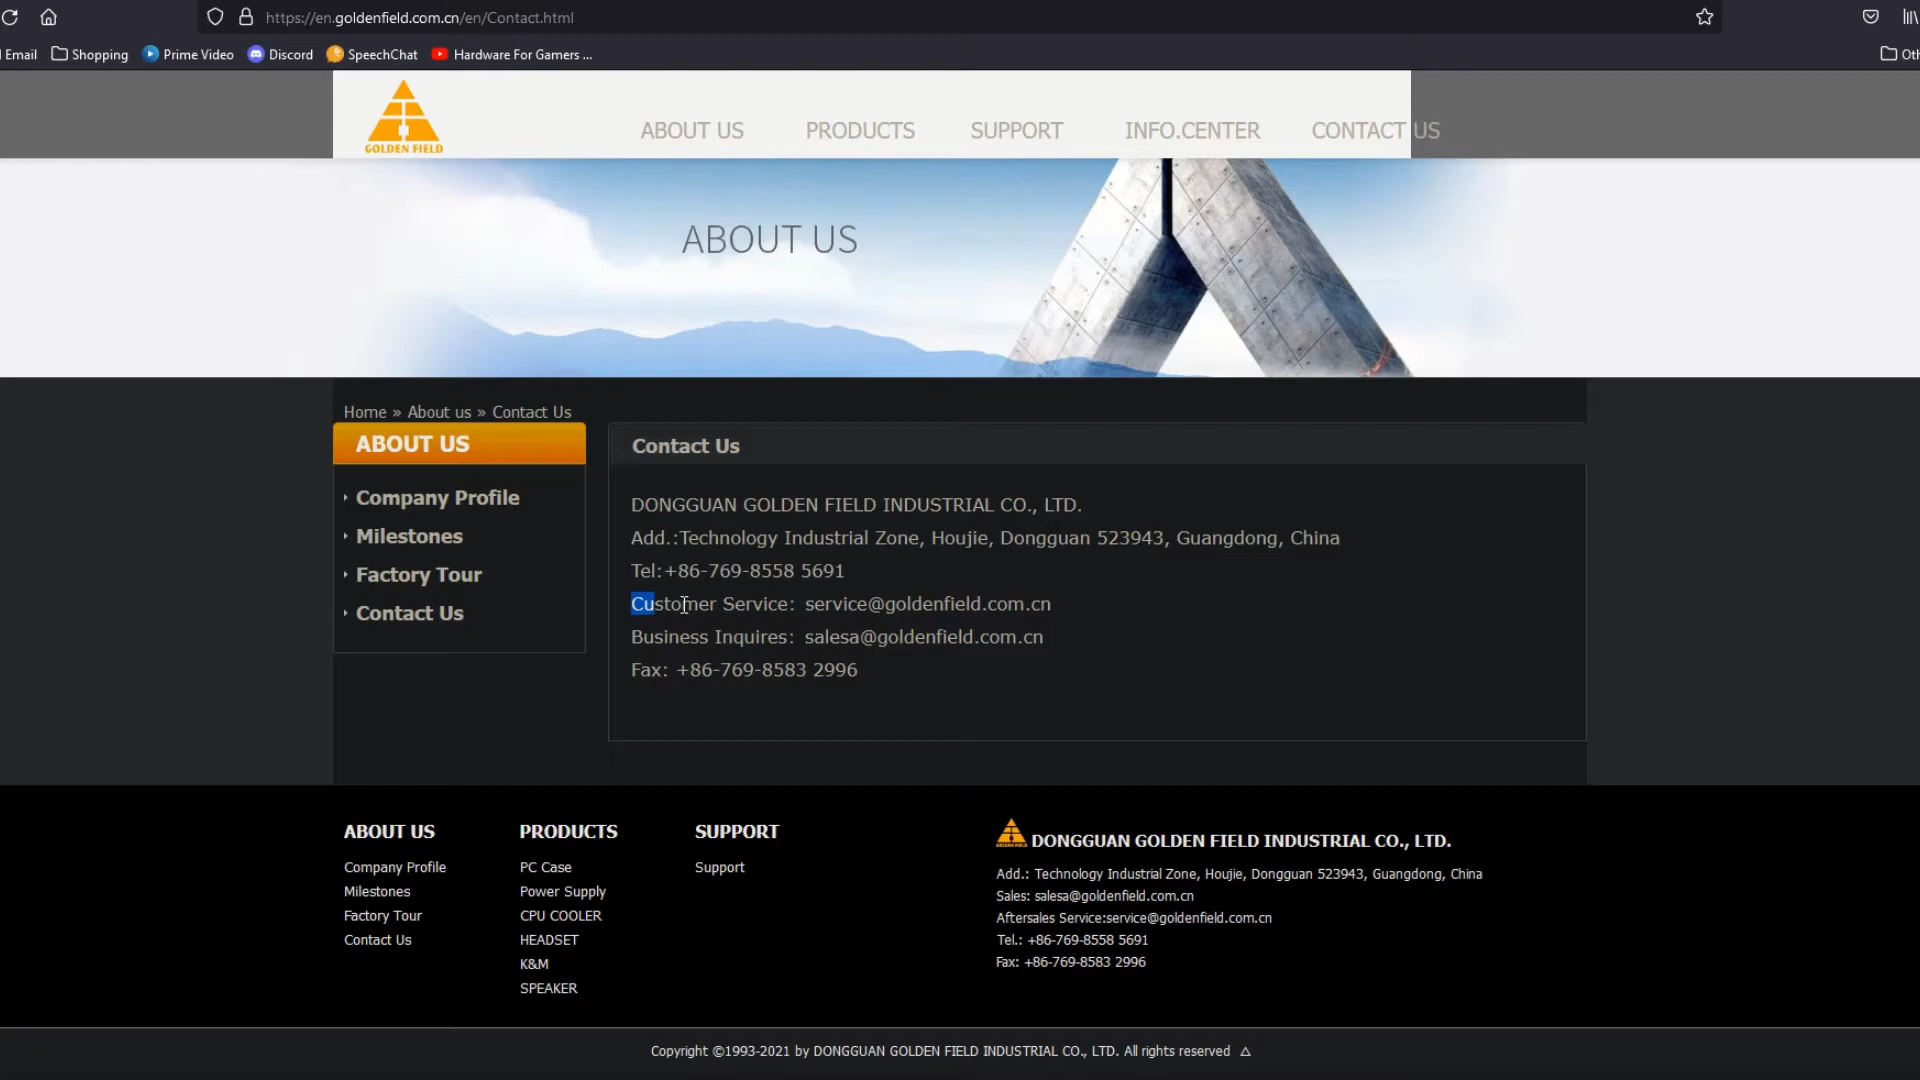 https://en.goldenfield.com.cn/en/Contact.html
Email Shopping Prime Video Discord SpeechChat Hardware For Gamers ...
GOLDEN FIELD
ABOUT US PRODUCTS SUPPORT INFO.CENTER CONTACT US
ABOUT US
Home » About us » Contact Us
ABOUT US
Company Profile
Milestones
Factory Tour
Contact Us
Contact Us
DONGGUAN GOLDEN FIELD INDUSTRIAL CO., LTD.
Add.:Technology Industrial Zone, Houjie, Dongguan 523943, Guangdong, China
Tel:+86-769-8558 5691
Customer Service: service@goldenfield.com.cn
Business Inquires: salesa@goldenfield.com.cn
Fax: +86-769-8583 2996
ABOUT US
Company Profile
Milestones
Factory Tour
Contact Us
PRODUCTS
PC Case
Power Supply
CPU COOLER
HEADSET
K&M
SPEAKER
SUPPORT
Support
DONGGUAN GOLDEN FIELD INDUSTRIAL CO., LTD.
Add.: Technology Industrial Zone, Houjie, Dongguan 523943, Guangdong, China
Sales: salesa@goldenfield.com.cn
Aftersales Service:service@goldenfield.com.cn
Tel.: +86-769-8558 5691
Fax: +86-769-8583 2996
Copyright ©1993-2021 by DONGGUAN GOLDEN FIELD INDUSTRIAL CO., LTD. All rights reserved